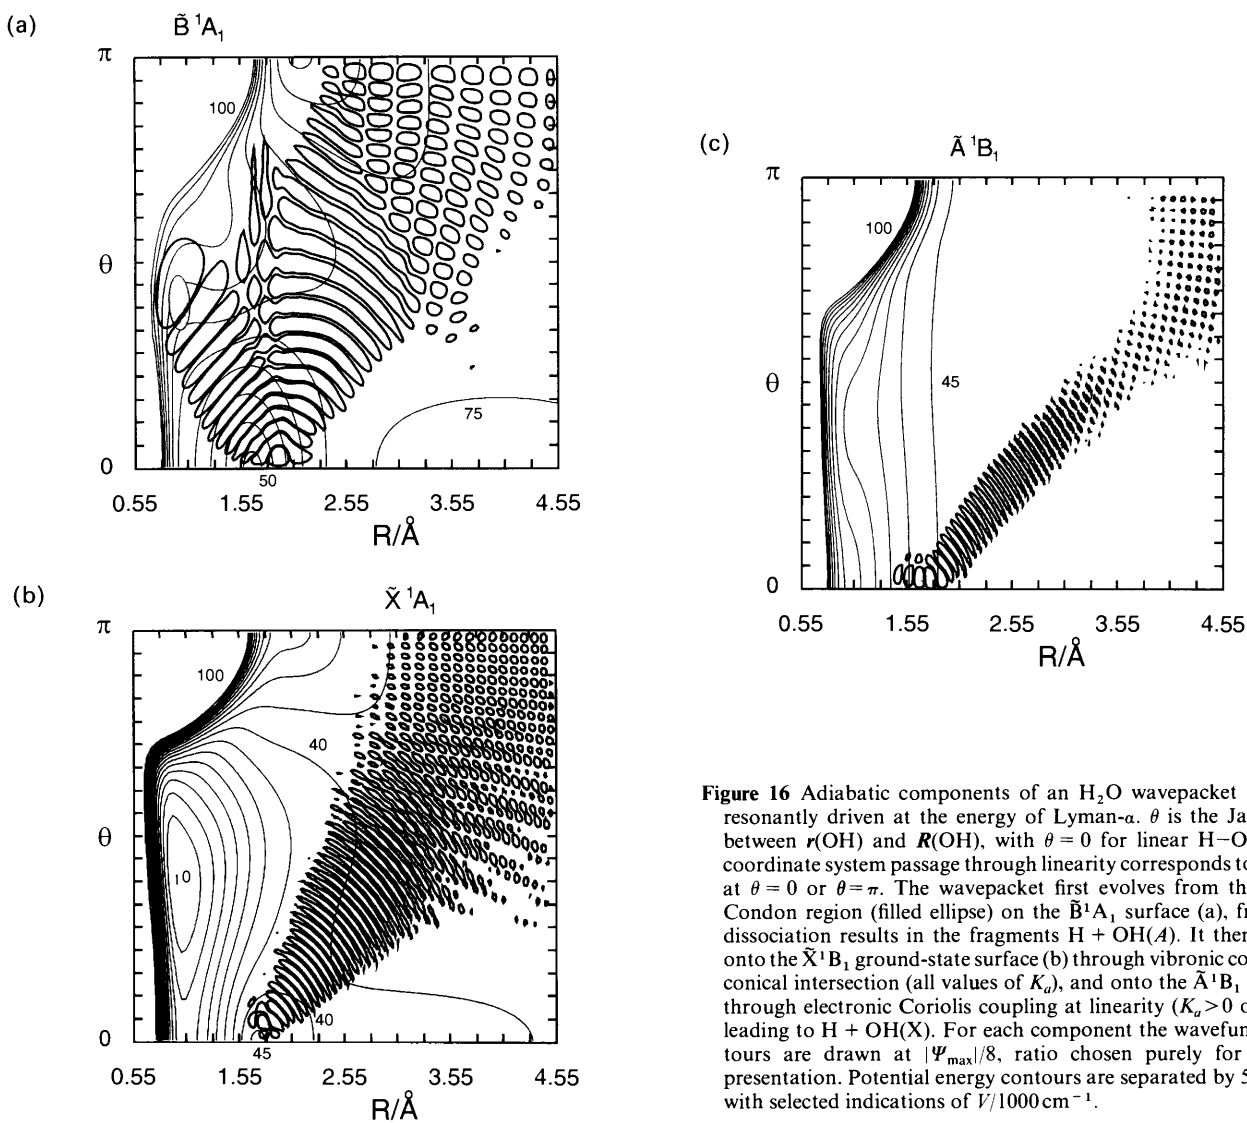 (a)
B̃ ¹A₁
π
100
θ
75
0
50
0.55 1.55 2.55 3.55 4.55
R/Å
(b)
X̃ ¹A₁
π
100
40
θ
10
0
40
45
0.55 1.55 2.55 3.55 4.55
R/Å
(c)
Ã ¹B₁
π
100
θ
45
0
0.55 1.55 2.55 3.55 4.55
R/Å
Figure 16 Adiabatic components of an H₂O wavepacket
resonantly driven at the energy of Lyman-α. θ is the Ja
between r(OH) and R(OH), with θ = 0 for linear H−O
coordinate system passage through linearity corresponds to
at θ = 0 or θ = π. The wavepacket first evolves from th
Condon region (filled ellipse) on the B̃¹A₁ surface (a), fr
dissociation results in the fragments H + OH(A). It then
onto the X̃¹B₁ ground-state surface (b) through vibronic co
conical intersection (all values of Kₐ), and onto the Ã¹B₁
through electronic Coriolis coupling at linearity (Kₐ>0 o
leading to H + OH(X). For each component the wavefun
tours are drawn at |Ψmax|/8, ratio chosen purely for
presentation. Potential energy contours are separated by 5
with selected indications of V/1000 cm⁻¹.